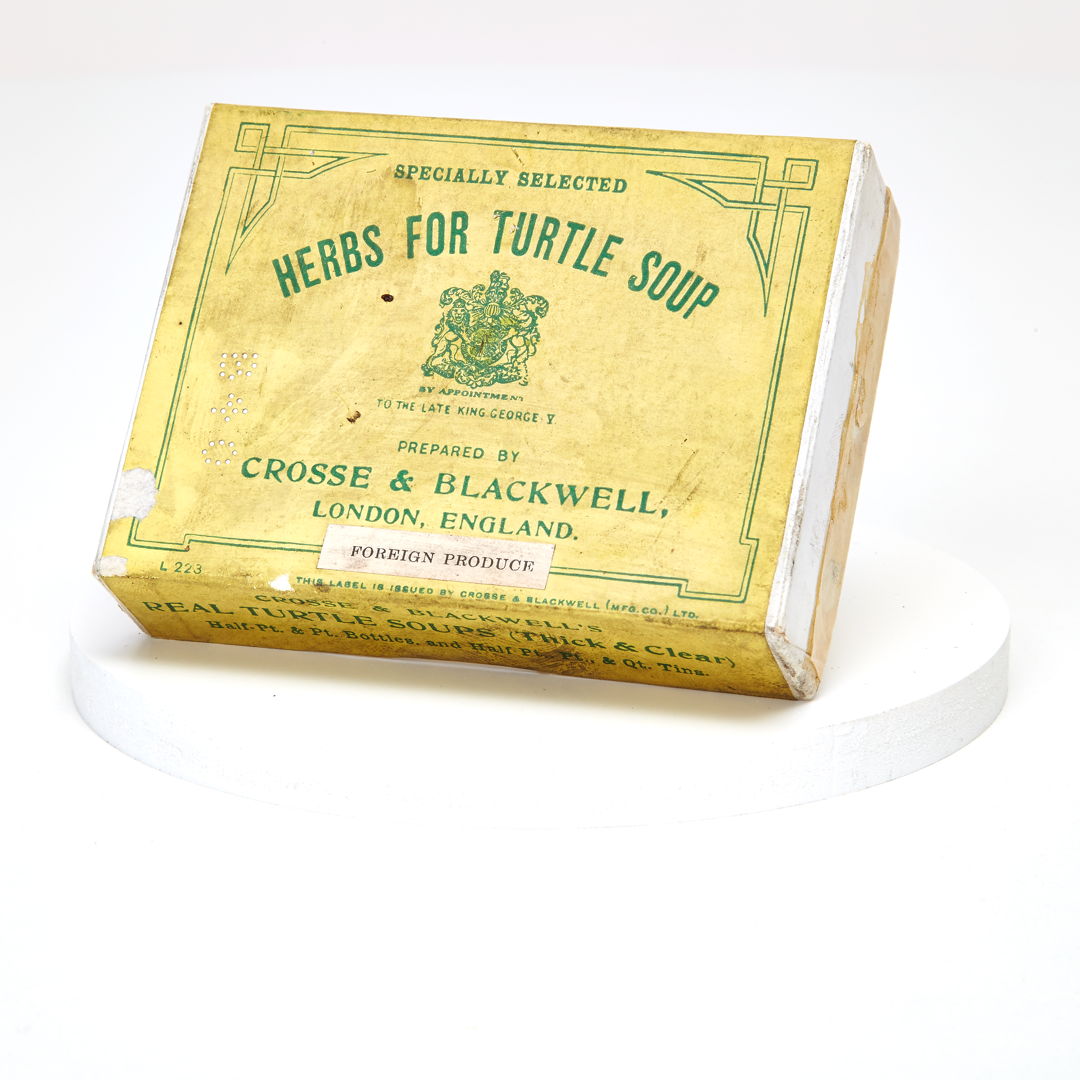 SPECIALLY SELECTED
HERBS FOR TURTLE SOUP
BY APPOINTMENT
TO THE LATE KING GEORGE V.
PREPARED BY
CROSSE & BLACKWELL,
LONDON, ENGLAND.
FOREIGN PRODUCE
L 223
THIS LABEL IS ISSUED BY CROSSE & BLACKWELL (MFG. CO.) LTD.
CROSSE & BLACKWELL'S
REAL TURTLE SOUPS (Thick & Clear)
Half-Pt. & Pt. Bottles, and Half Pt., Pt., & Qt. Tins.